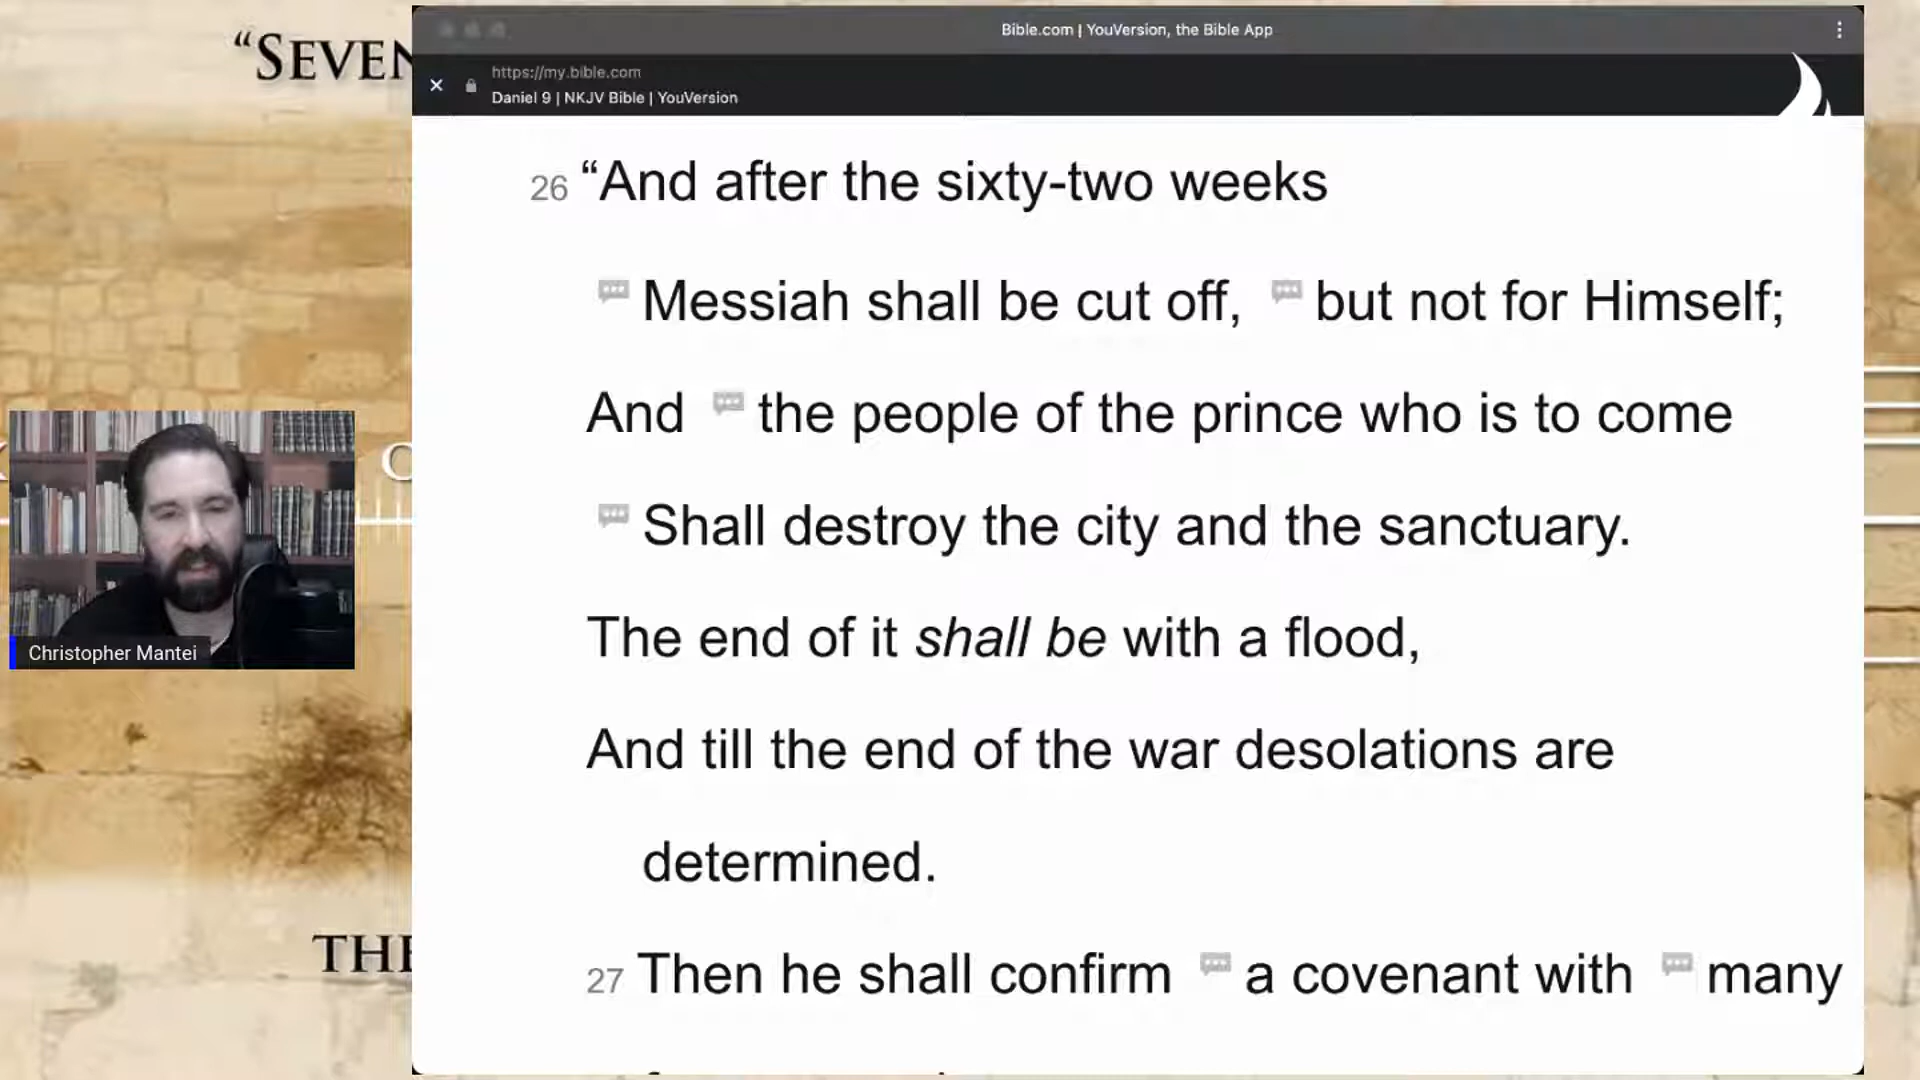 “SEVEN
Bible.com | YouVersion, the Bible App
https://my.bible.com
Daniel 9 | NKJV Bible | YouVersion
26 “And after the sixty-two weeks
Messiah shall be cut off, but not for Himself;
And the people of the prince who is to come
Shall destroy the city and the sanctuary.
The end of it shall be with a flood,
And till the end of the war desolations are
determined.
27 Then he shall confirm a covenant with many
Christopher Mantei
THE